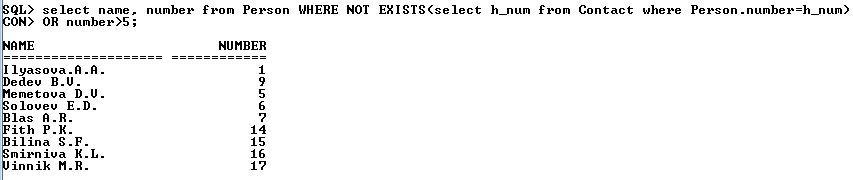 SQL> select name, number from Person WHERE NOT EXISTS(select h_num from Contact where Person.number=h_num)
CON> OR number>5;
NAME NUMBER
==================== ============
Ilyasova.A.A. 1
Dedev B.V. 9
Memetova D.V. 5
Solovev E.D. 6
Blas A.R. 7
Fith P.K. 14
Bilina S.F. 15
Smirniva K.L. 16
Vinnik M.R. 17